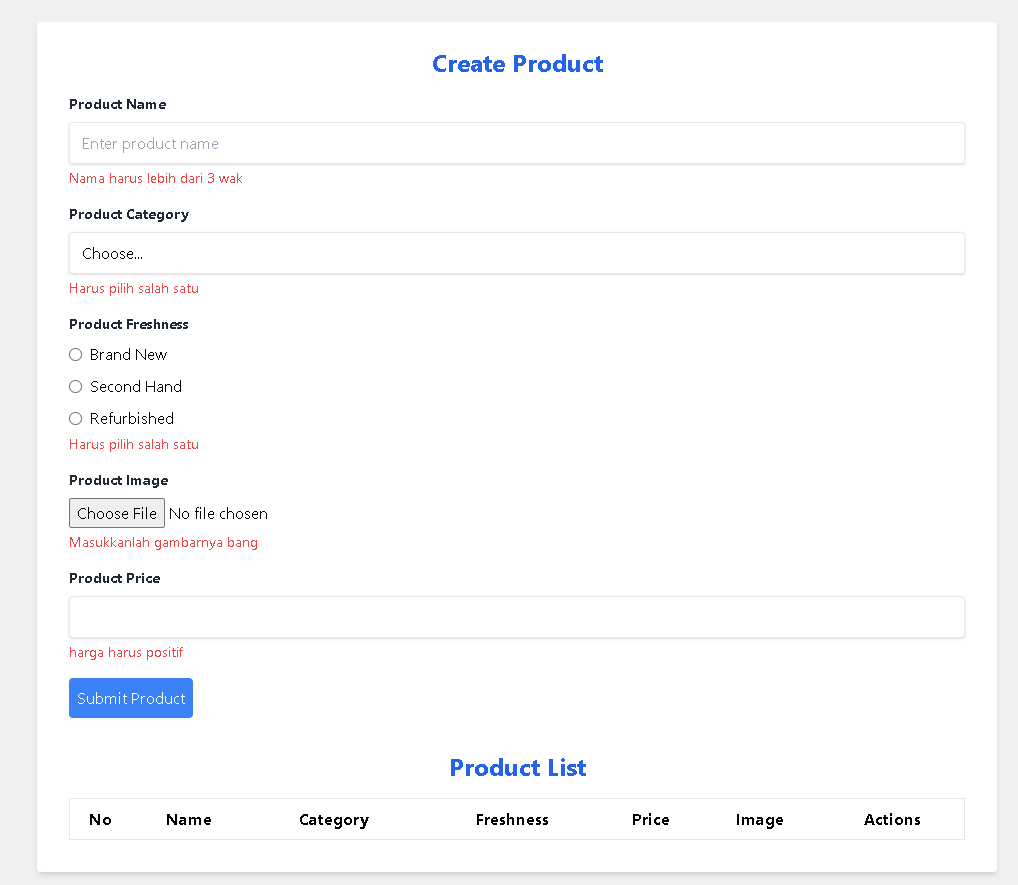 Create Product
Product Name
Enter product name
Nama harus lebih dari 3 wak
Product Category
Choose...
Harus pilih salah satu
Product Freshness
Brand New
Second Hand
Refurbished
Harus pilih salah satu
Product Image
Choose File No file chosen
Masukkanlah gambarnya bang
Product Price
harga harus positif
Submit Product
Product List
No Name Category Freshness Price Image Actions